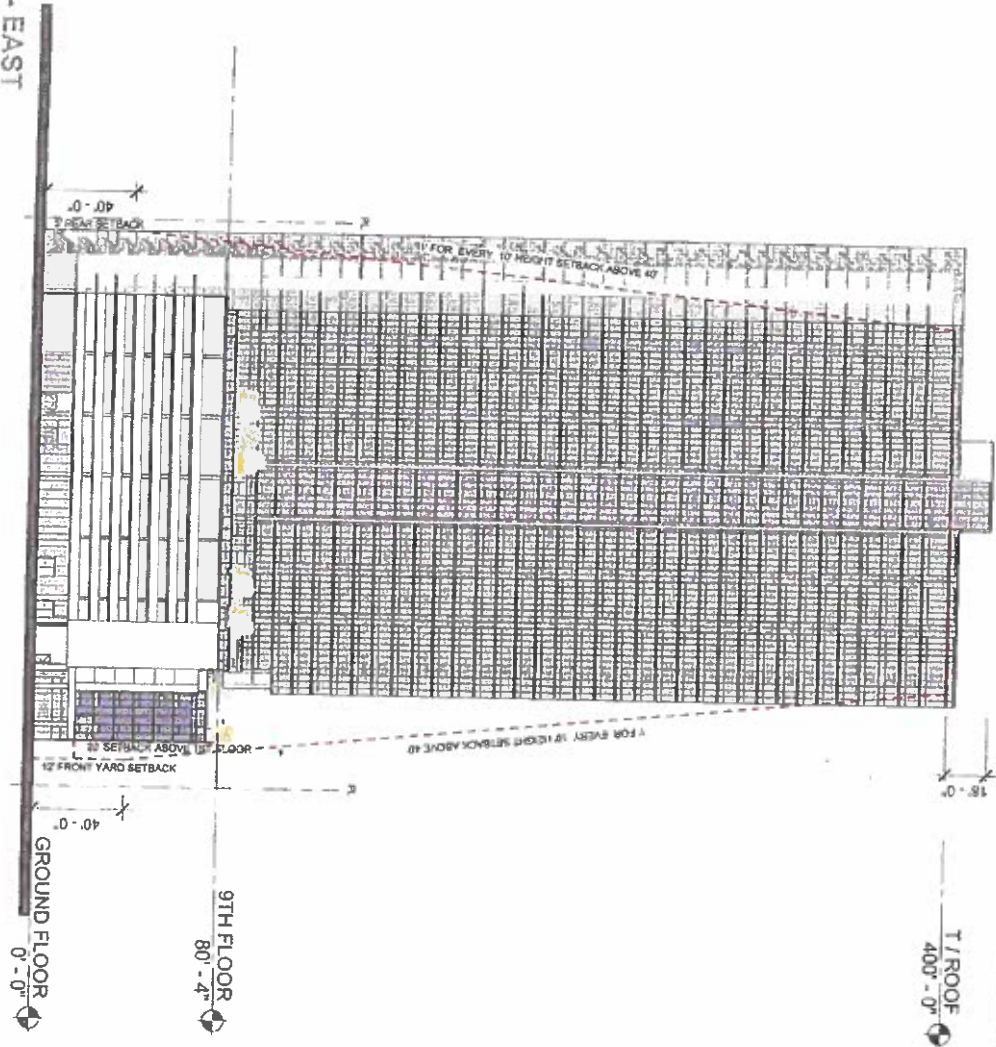 - EAST
40' - 0"
5' REAR SETBACK
1' FOR EVERY 10' HEIGHT SETBACK ABOVE 40'
1' FOR EVERY 10' HEIGHT SETBACK ABOVE 40'
20' SETBACK ABOVE 1ST FLOOR
12' FRONT YARD SETBACK
40' - 0"
18' - 0"
GROUND FLOOR
0' - 0"
9TH FLOOR
80' - 4"
T / ROOF
400' - 0"